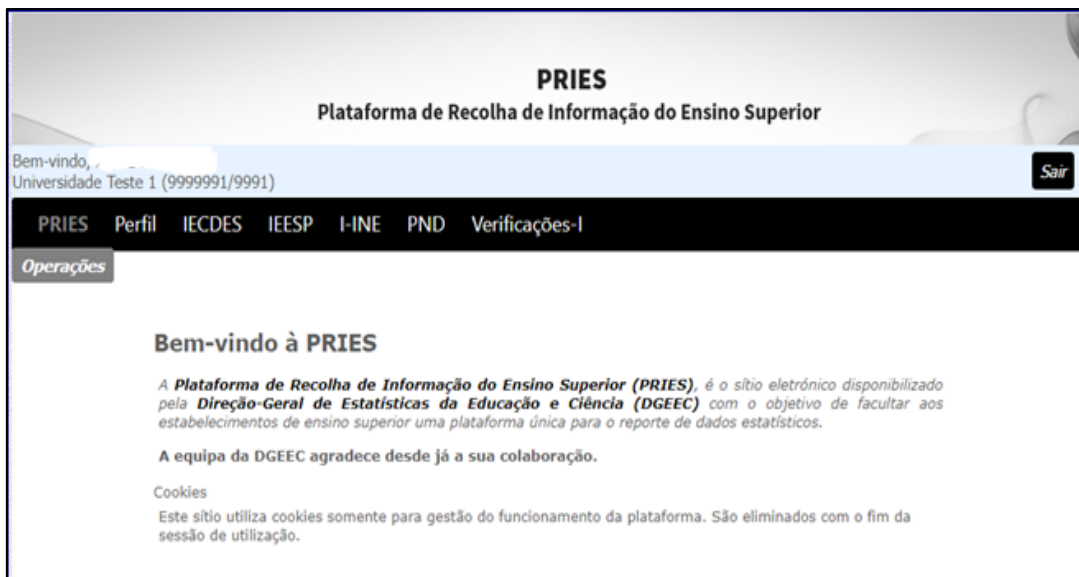 PRIES
Plataforma de Recolha de Informação do Ensino Superior
Bem-vindo,
Universidade Teste 1 (9999991/9991)
Sair
PRIES Perfil IECDES IEESP I-INE PND Verificações-I
Operações
Bem-vindo à PRIES
A Plataforma de Recolha de Informação do Ensino Superior (PRIES), é o sítio eletrónico disponibilizado
pela Direção-Geral de Estatísticas da Educação e Ciência (DGEEC) com o objetivo de facultar aos
estabelecimentos de ensino superior uma plataforma única para o reporte de dados estatísticos.
A equipa da DGEEC agradece desde já a sua colaboração.
Cookies
Este sítio utiliza cookies somente para gestão do funcionamento da plataforma. São eliminados com o fim da
sessão de utilização.